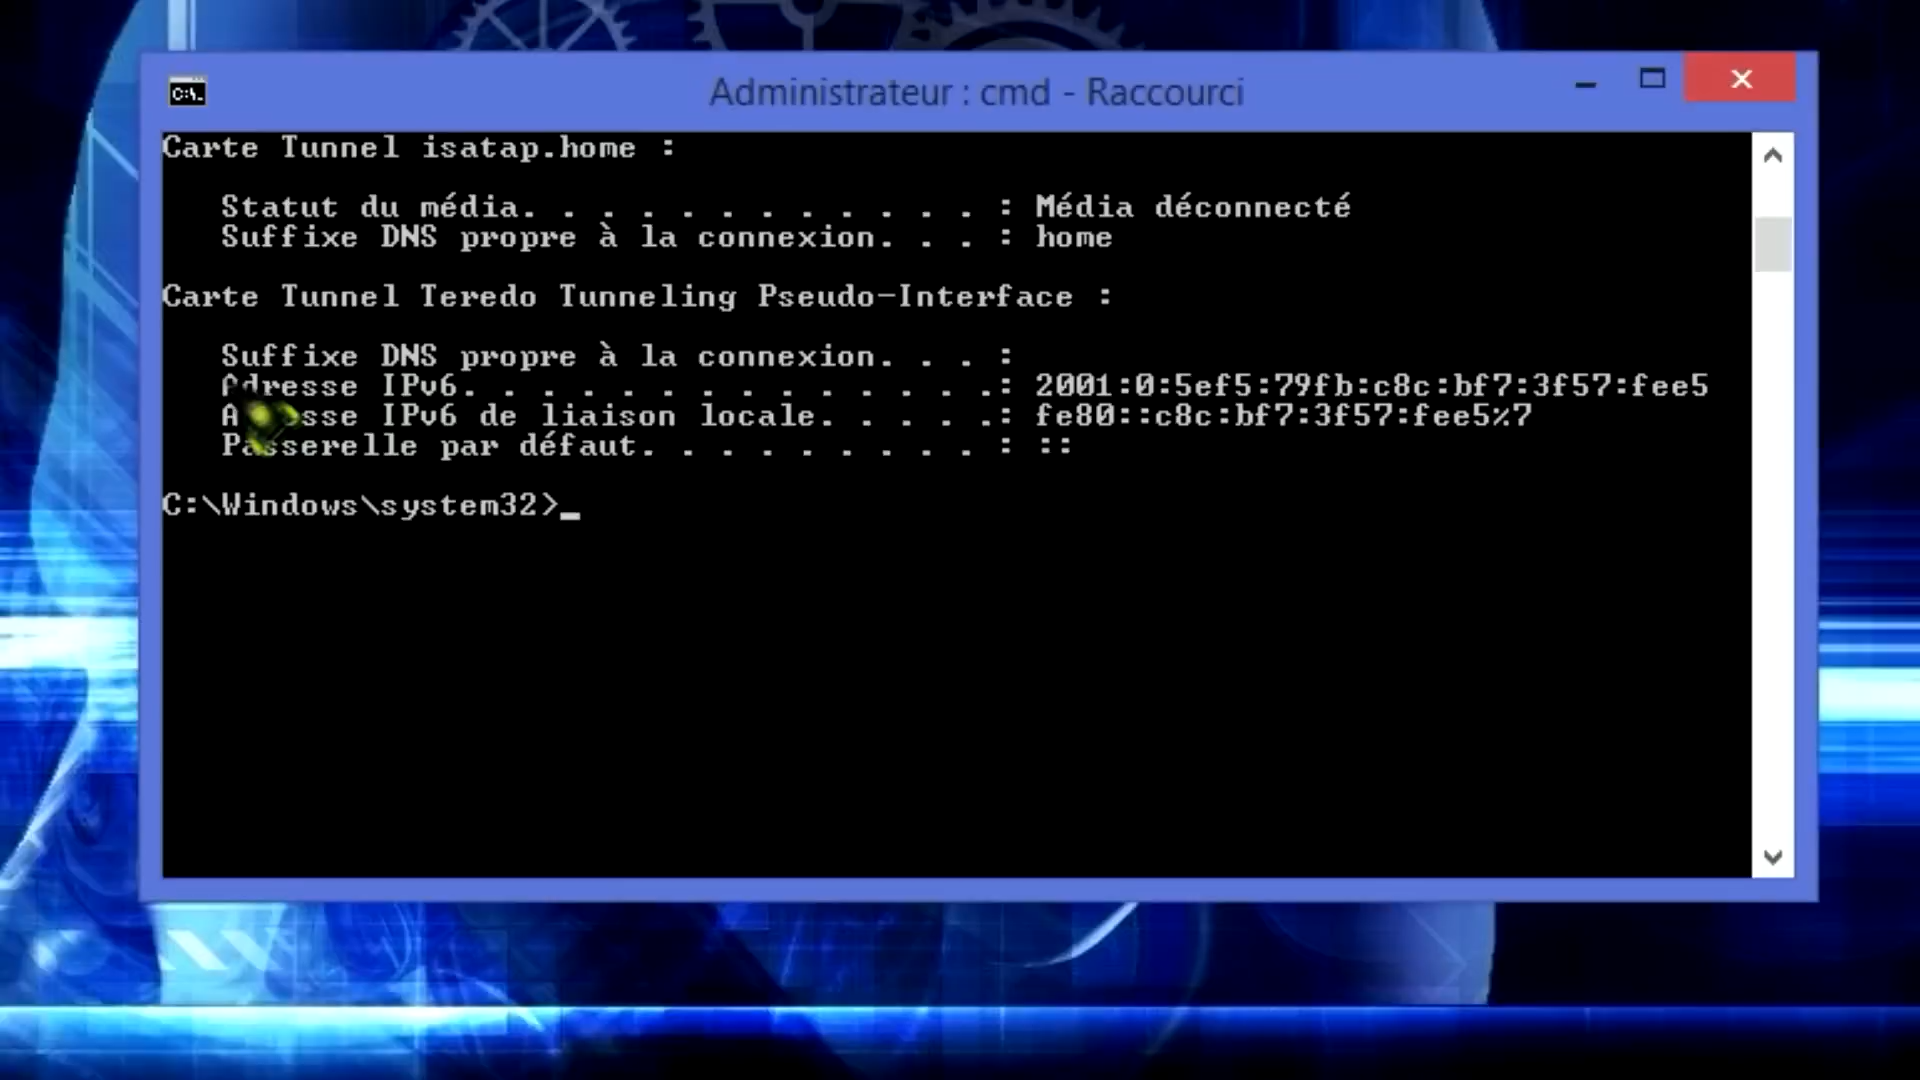 Administrateur : cmd - Raccourci
Carte Tunnel isatap.home :
Statut du média. . . . . . . . . . . . : Média déconnecté
Suffixe DNS propre à la connexion. . . : home
Carte Tunnel Teredo Tunneling Pseudo-Interface :
Suffixe DNS propre à la connexion. . . :
Adresse IPv6. . . . . . . . . . . . . .: 2001:0:5ef5:79fb:c8c:bf7:3f57:fee5
Adresse IPv6 de liaison locale. . . . .: fe80::c8c:bf7:3f57:fee5%7
Passerelle par défaut. . . . . . . . . : ::
C:\Windows\system32>_